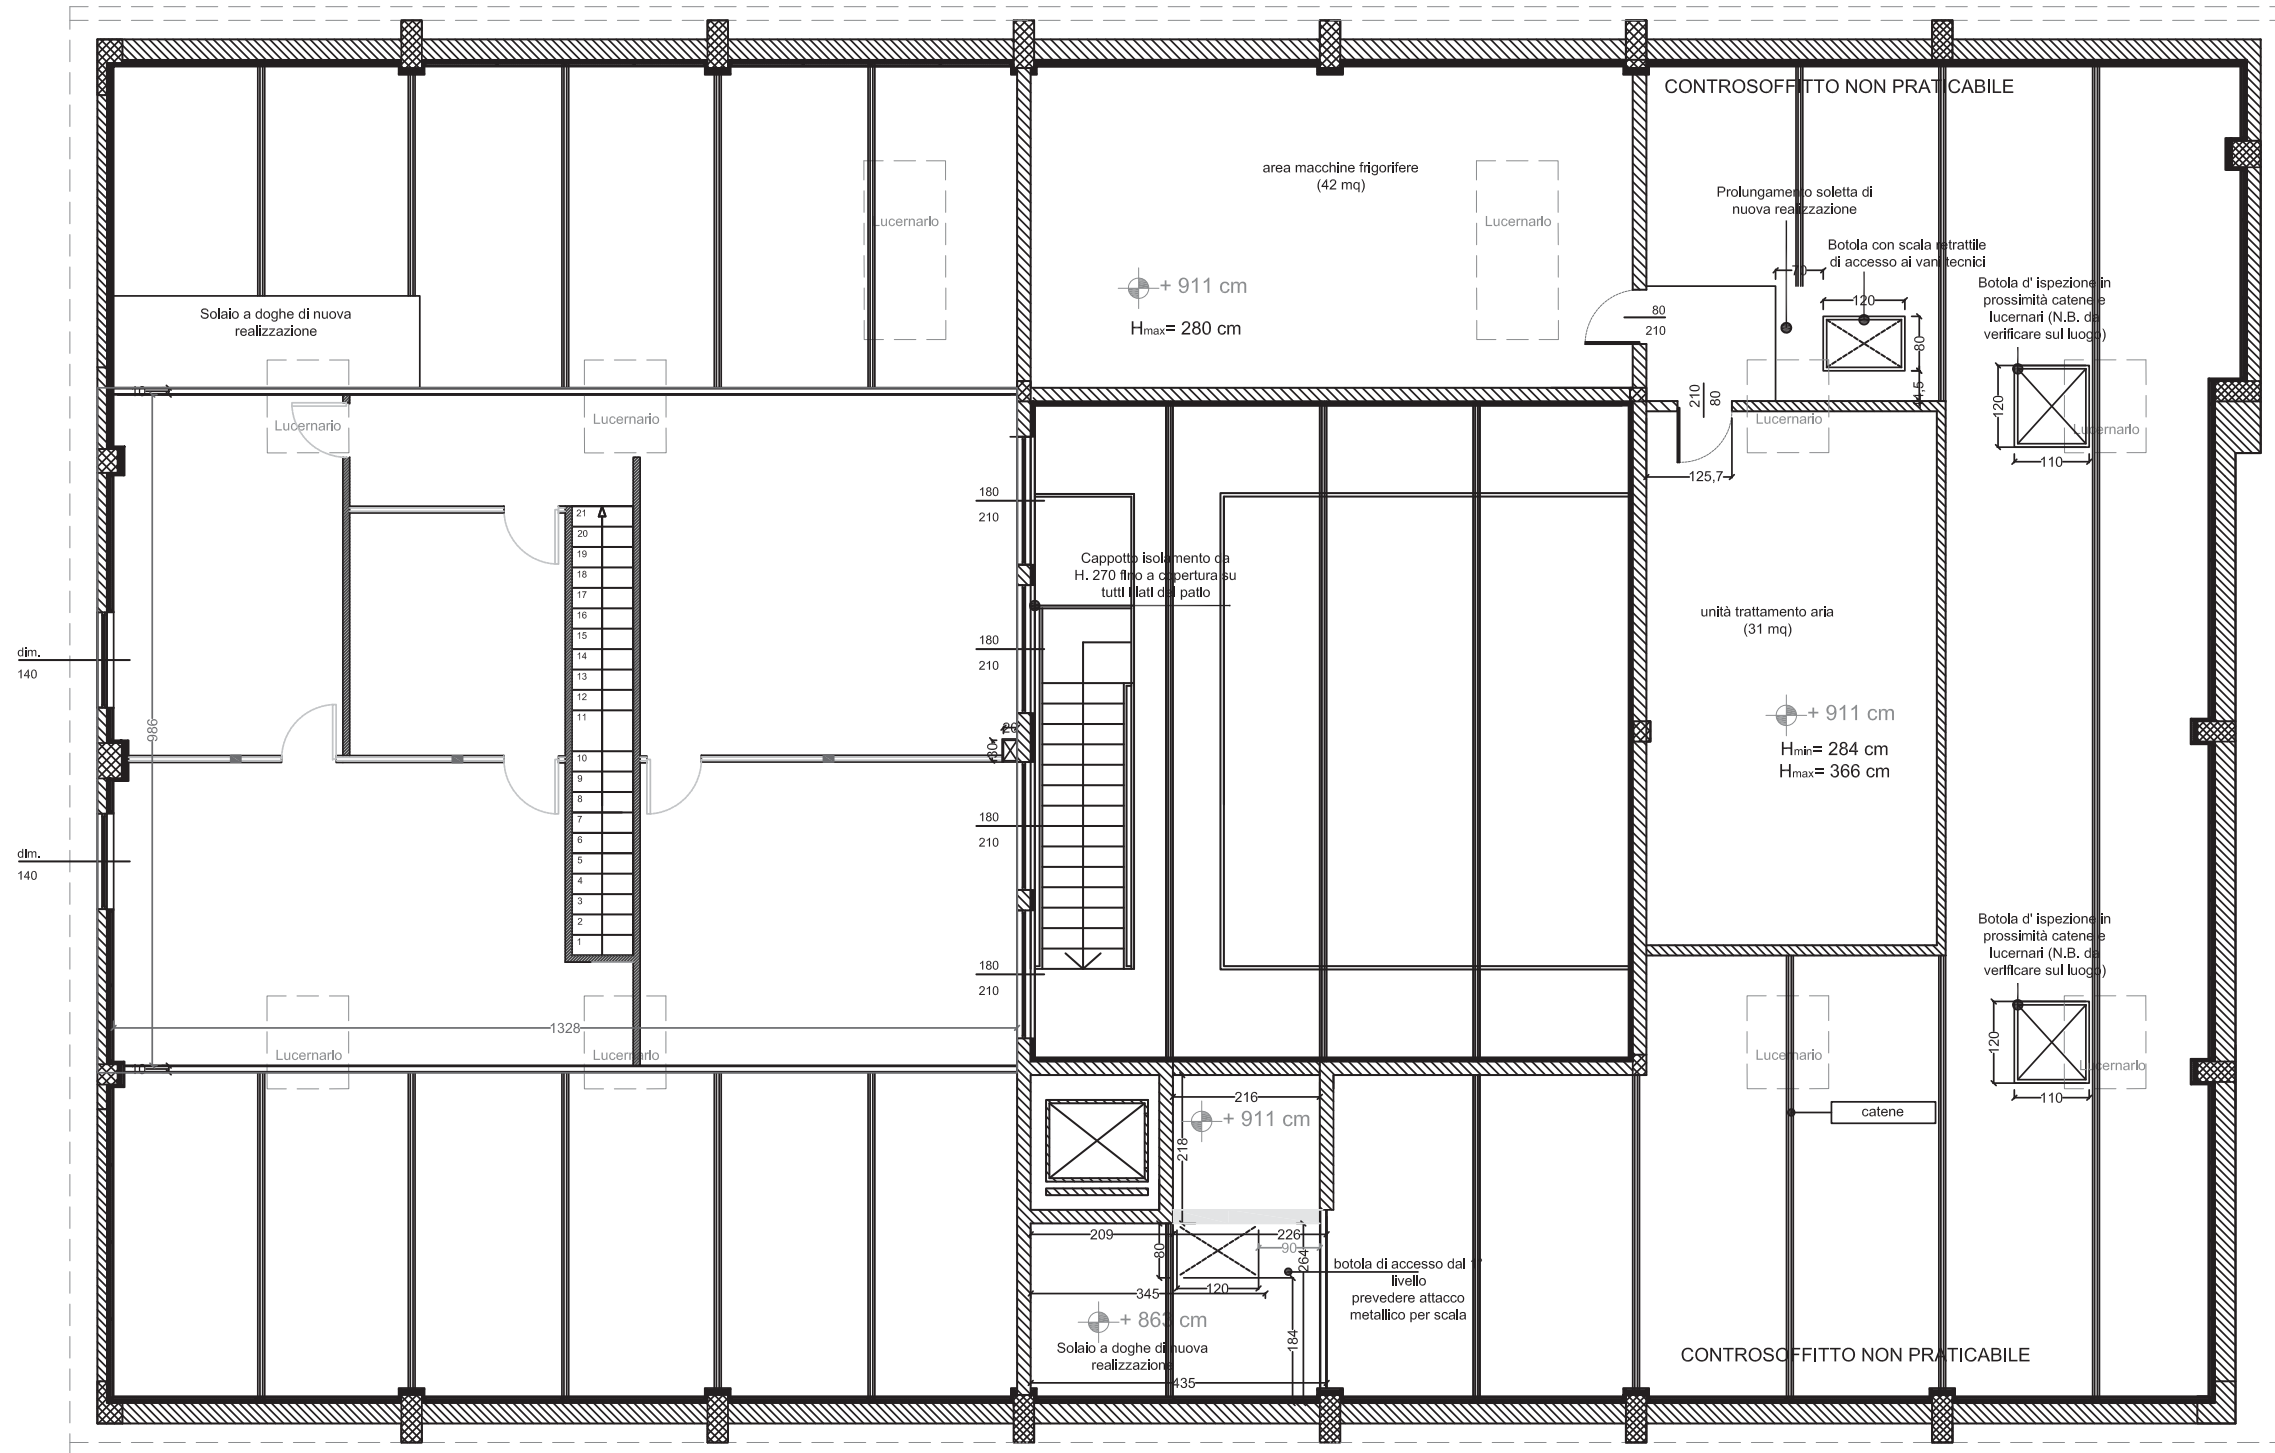 CONTROSOFFITTO NON PRATICABILE
area macchine frigorifere
(42 mq)
Prolungamento soletta di
nuova realizzazione
Lucernario
Lucernario
Botola con scala retrattile
di accesso ai vani tecnici
70
+ 911 cm
Hmax= 280 cm
Botola d' ispezione in
prossimità catene e
lucernari (N.B. da
verificare sul luogo)
120
80
210
80
Solaio a doghe di nuova
realizzazione
210
80
120
110
Lucernario
Lucernario
Lucernario
Lucernario
125,7
180
210
21
20
19
18
17
16
15
14
13
12
11
10
9
8
7
6
5
4
3
2
1
Cappotto isolamento da
H. 270 fino a copertura su
tutti i lati del patio
unità trattamento aria
(31 mq)
180
210
dim.
140
986
+ 911 cm
Hmin= 284 cm
Hmax= 366 cm
26
30
180
210
dim.
140
Botola d' ispezione in
prossimità catene e
lucernari (N.B. da
verificare sul luogo)
180
210
1328
120
110
Lucernario
Lucernario
Lucernario
Lucernario
216
+ 911 cm
218
catene
209
226
80
90
264
botola di accesso dal
livello
prevedere attacco
metallico per scala
345
120
+ 863 cm
184
Solaio a doghe di nuova
realizzazione
435
CONTROSOFFITTO NON PRATICABILE